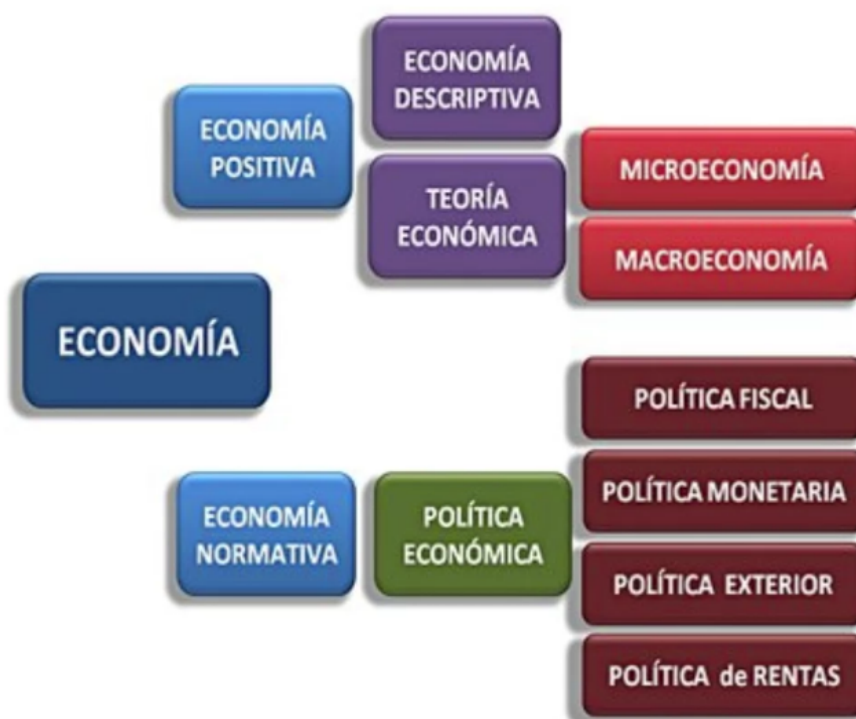 ECONOMÍA
ECONOMÍA
POSITIVA
ECONOMÍA
DESCRIPTIVA
TEORÍA
ECONÓMICA
MICROECONOMÍA
MACROECONOMÍA
ECONOMÍA
NORMATIVA
POLÍTICA
ECONÓMICA
POLÍTICA FISCAL
POLÍTICA MONETARIA
POLÍTICA EXTERIOR
POLÍTICA de RENTAS